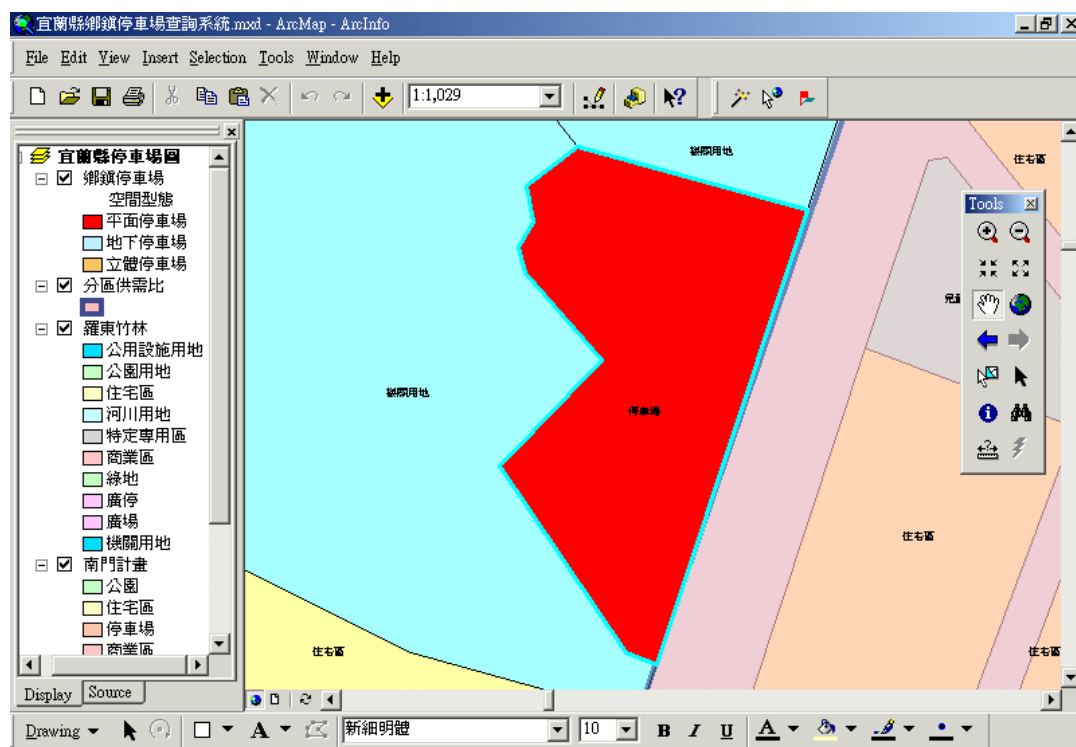 宜蘭縣鄉鎮停車場查詢系統.mxd - ArcMap - ArcInfo
File Edit View Insert Selection Tools Window Help
1:1,029
宜蘭縣停車場圖
鄉鎮停車場
空間型態
平面停車場
地下停車場
立體停車場
分區供需比
羅東竹林
公用設施用地
公園用地
住宅區
河川用地
特定專用區
商業區
綠地
廣停
廣場
機關用地
南門計畫
公園
住宅區
停車場
商業區
Display Source
機關用地
住宅區
Tools
機關用地
停車場
住宅區
住宅區
住宅區
Drawing A 新細明體 10 B I U A